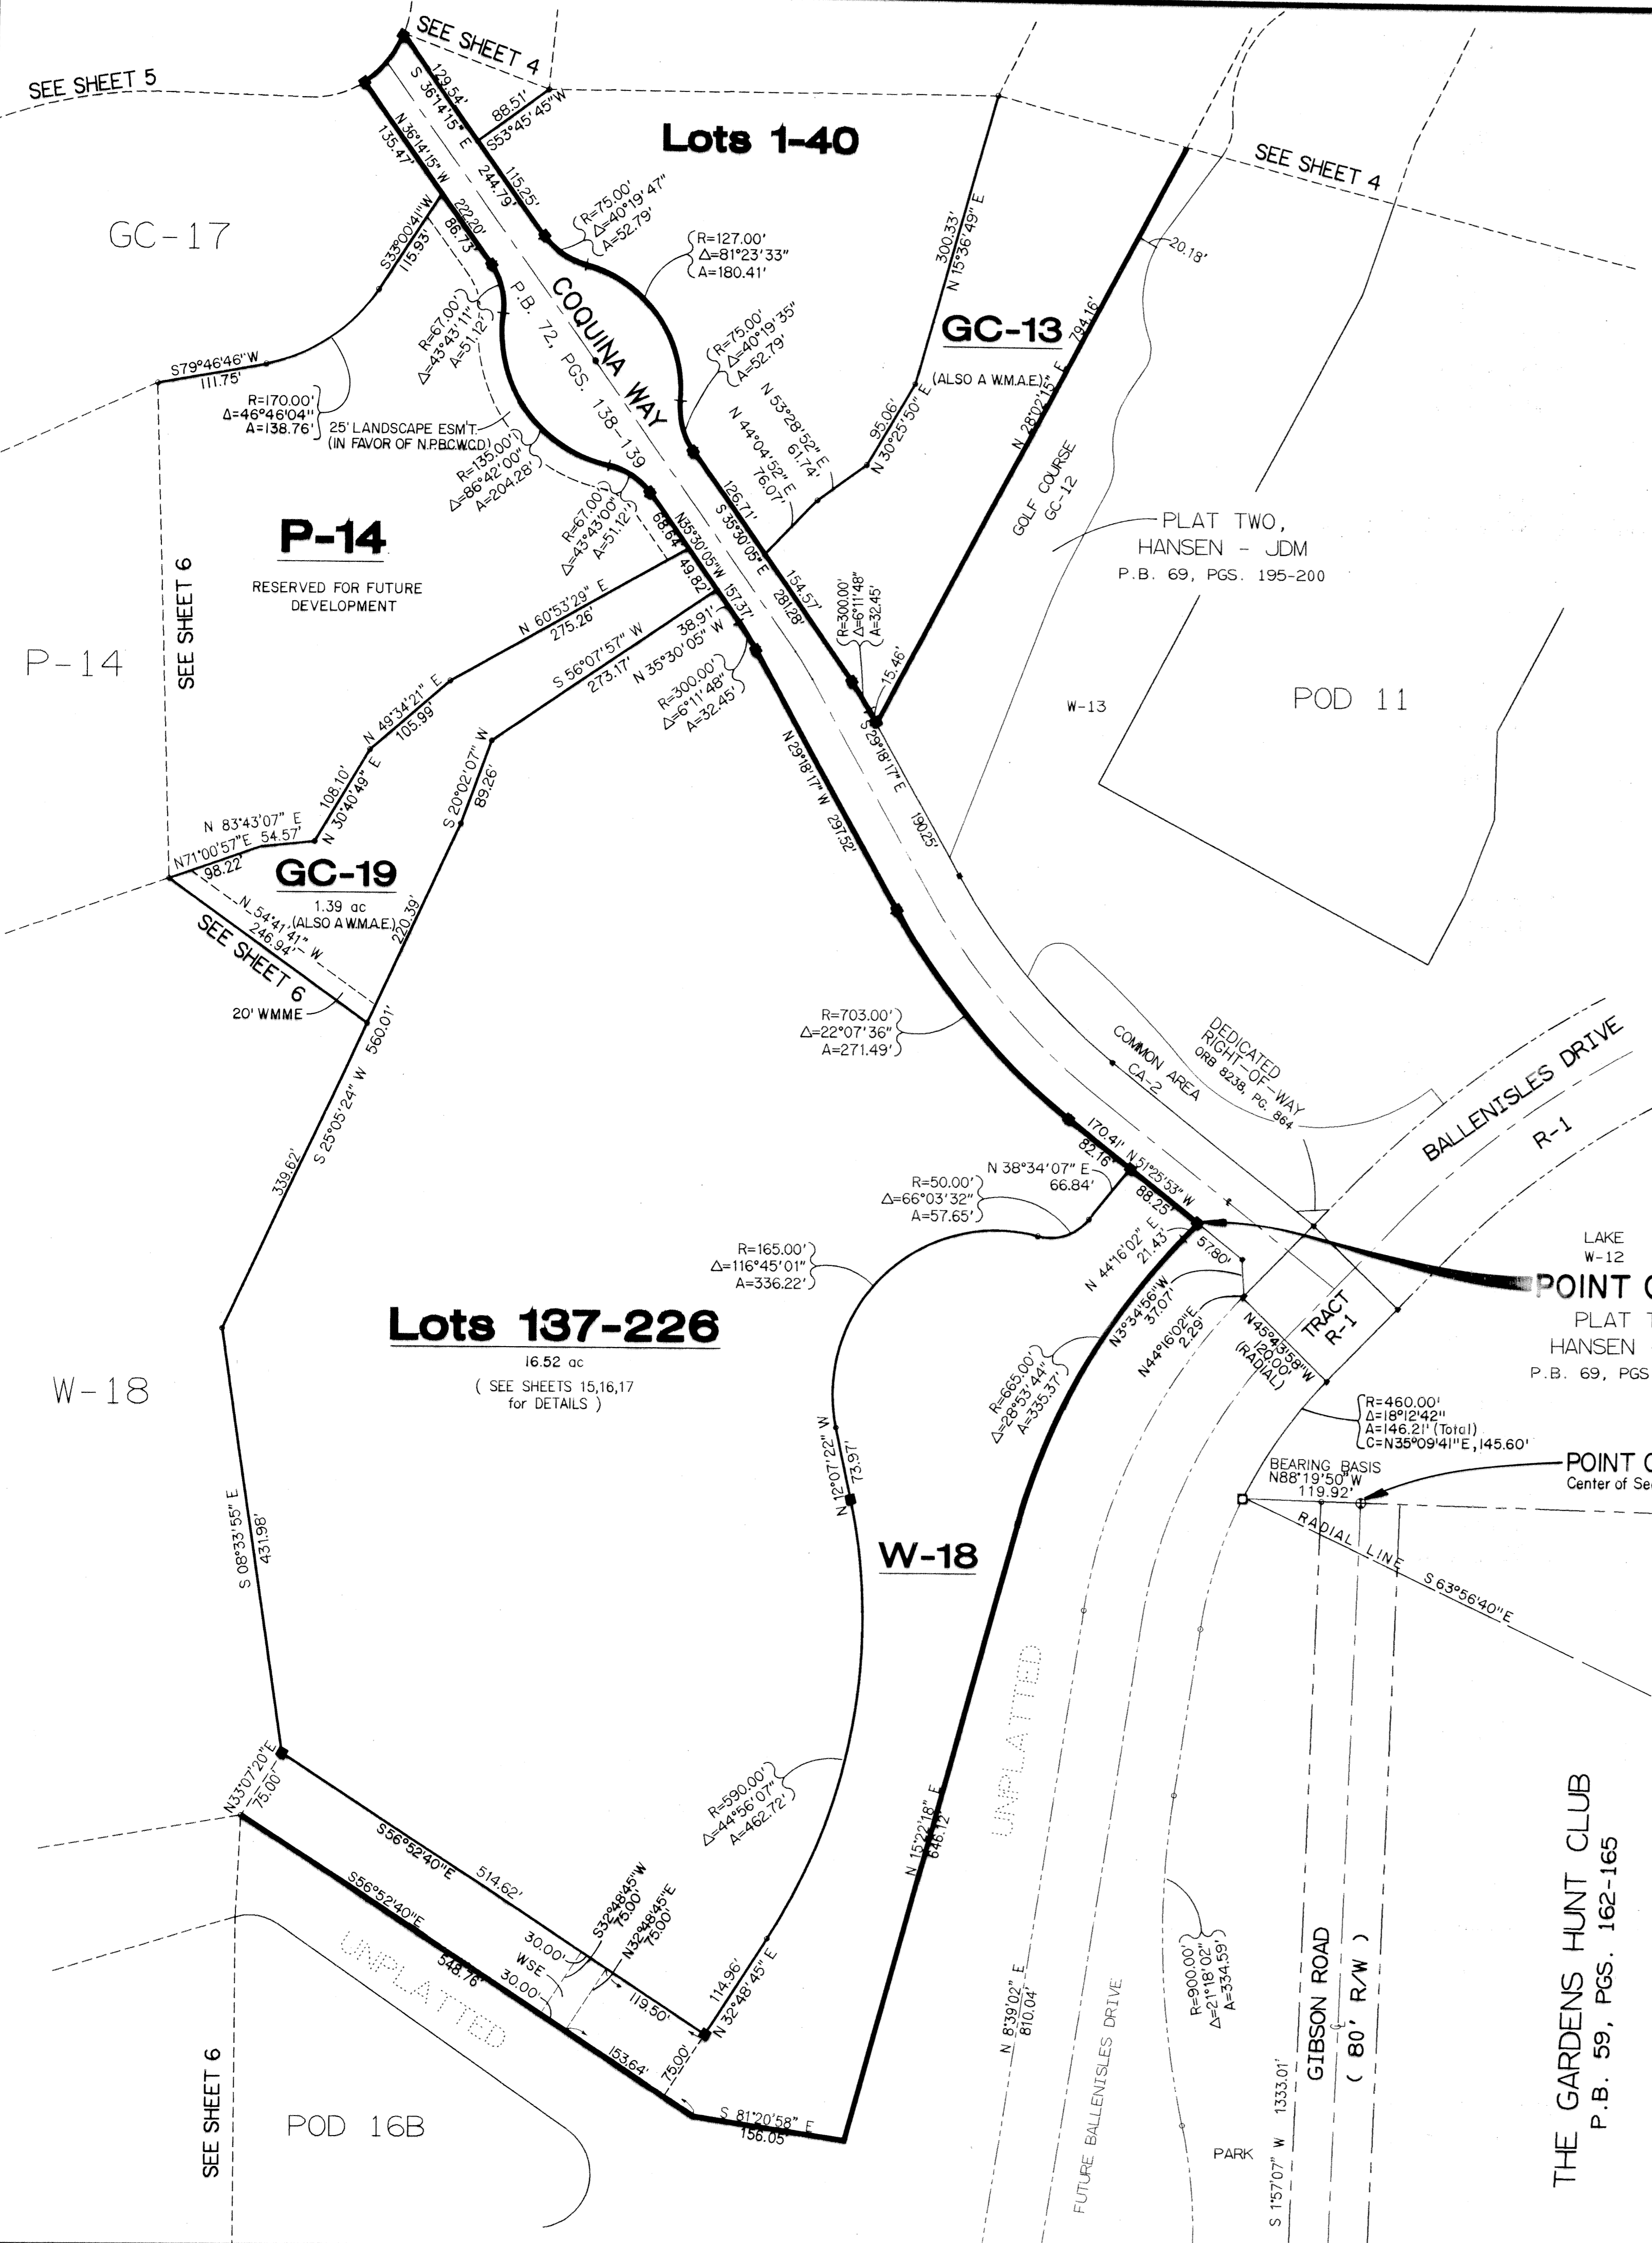 SEE SHEET 4
SEE SHEET 5
129.54'
S 36°14'15" E
88.51'
S53°45'45"W
Lots 1-40
SEE SHEET 4
N 36°14'15" W
135.47'
115.25'
244.79'
R=75.00'
Δ=40°19'47"
A=52.79'
GC-17
S33°00'41"W
115.93'
222.20'
86.73'
R=127.00'
Δ=81°23'33"
A=180.41'
300.33'
N 15°36'49" E
20.18'
COQUINA WAY
P.B. 72, PGS. 138-139
R=67.00'
Δ=43°43'11"
A=51.12'
R=75.00'
Δ=40°19'35"
A=52.79'
GC-13
(ALSO A W.M.A.E.)
794.16'
N 28°02'15" E
S79°46'46"W
111.75'
R=170.00'
Δ=46°46'04"
A=138.76'
25' LANDSCAPE ESM'T.
(IN FAVOR OF N.P.B.C.W.C.D.)
N 53°28'52" E
61.74'
N 44°04'52" E
76.07'
95.06'
N 30°25'50" E
R=135.00'
Δ=86°42'00"
A=204.28'
GOLF COURSE
GC-12
P-14
RESERVED FOR FUTURE
DEVELOPMENT
R=67.00'
Δ=43°43'00"
A=51.12'
68.64'
N35°30'05"W
126.71'
S 35°30'05" E
PLAT TWO,
HANSEN - JDM
P.B. 69, PGS. 195-200
SEE SHEET 6
P-14
49.82'
157.37'
154.57'
281.28'
R=300.00'
Δ=6°11'48"
A=32.45'
N 60°53'29" E
275.26'
S 56°07'57" W
273.17'
38.91'
N 35°30'05" W
15.46'
R=300.00'
Δ=6°11'48"
A=32.45'
W-13
POD 11
N 49°34'21" E
105.99'
S 29°18'17" E
190.25'
N 29°18'17" W
297.52'
108.10'
N 30°40'49" E
S 20°02'07" W
89.26'
N 83°43'07" E
54.57'
N71°00'57"E
98.22'
GC-19
1.39 ac
(ALSO A W.M.A.E.)
N 54°41'41" W
246.94'
220.39'
SEE SHEET 6
20' WMME
560.01'
S 25°05'24" W
339.62'
R=703.00'
Δ=22°07'36"
A=271.49'
COMMON AREA
CA-2
DEDICATED
RIGHT-OF-WAY
ORB 8238, PG. 864
BALLENISLES DRIVE
R-1
170.41'
82.16'
N 51°25'53" W
88.25'
N 38°34'07" E
66.84'
R=50.00'
Δ=66°03'32"
A=57.65'
R=165.00'
Δ=116°45'01"
A=336.22'
N 44°16'02" E
21.43'
57.80'
N3°34'56"W
37.07'
N44°16'02"E
2.29'
N45°43'58"W
120.00'
(RADIAL)
TRACT
R-1
LAKE
W-12
POINT O
PLAT T
HANSEN -
P.B. 69, PGS
Lots 137-226
16.52 ac
( SEE SHEETS 15,16,17
for DETAILS )
W-18
R=665.00'
Δ=28°53'44"
A=335.37'
R=460.00'
Δ=18°12'42"
A=146.21' (Total)
C=N35°09'41"E,145.60'
BEARING BASIS
N88°19'50"W
119.92'
POINT O
Center of Sec
N 12°07'22" W
73.97'
RADIAL LINE
S 63°56'40"E
W-18
S 08°33'55" E
431.98'
N33°07'20"E
75.00'
R=590.00'
Δ=44°56'07"
A=462.72'
N 15°22'18" E
646.12'
UNPLATTED
S56°52'40"E
514.62'
S56°52'40"E
548.76'
S32°48'45"W
75.00'
N32°48'45"E
75.00'
30.00'
WSE
30.00'
119.50'
114.96'
N 32°48'45" E
153.64'
75.00'
UNPLATTED
S 81°20'58" E
156.05'
SEE SHEET 6
POD 16B
N 8°39'02" E
810.04'
FUTURE BALLENISLES DRIVE
R=900.00'
Δ=21°18'02"
A=334.59'
PARK
S 1°57'07" W 1333.01'
GIBSON ROAD
( 80' R/W )
THE GARDENS HUNT CLUB
P.B. 59, PGS. 162-165